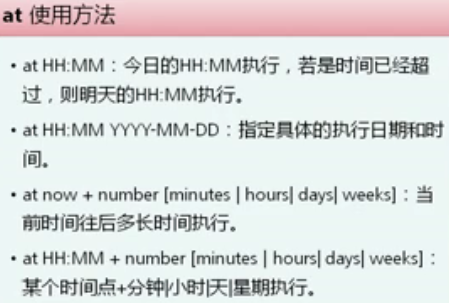 at 使用方法
• at HH:MM：今日的HH:MM执行，若是时间已经超
过，则明天的HH:MM执行。
• at HH:MM YYYY-MM-DD：指定具体的执行日期和时
间。
• at now + number [minutes | hours| days| weeks]：当
前时间往后多长时间执行。
• at HH:MM + number [minutes | hours| days| weeks]：
某个时间点+分钟|小时|天|星期执行。